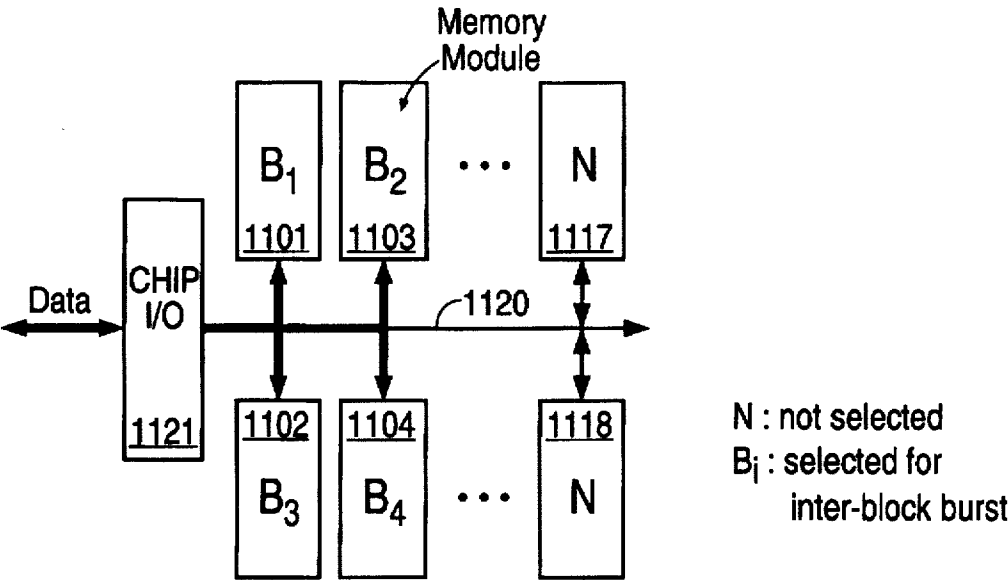 Memory
Module
B1
B2
• • •
N
1101
1103
1117
CHIP
I/O
Data
1120
1121
1102
1104
1118
B3
B4
• • •
N
N : not selected
Bi : selected for
inter-block burst